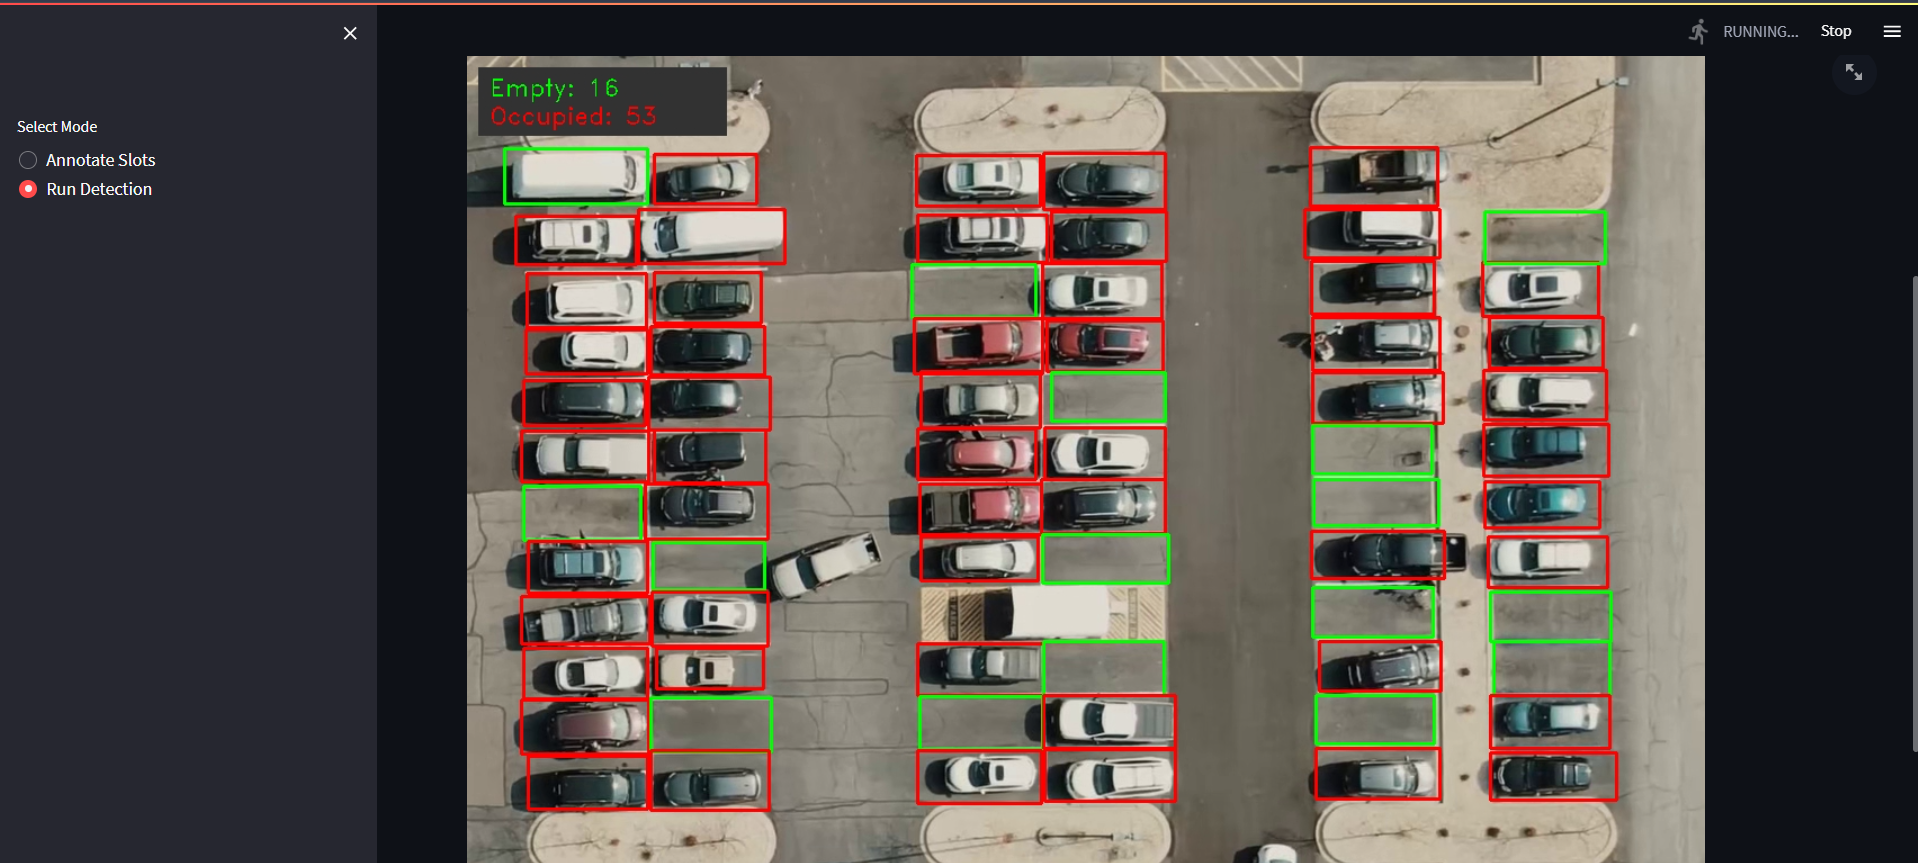 RUNNING...
Stop
Select Mode
Annotate Slots
Run Detection
Empty: 16
Occupied: 53